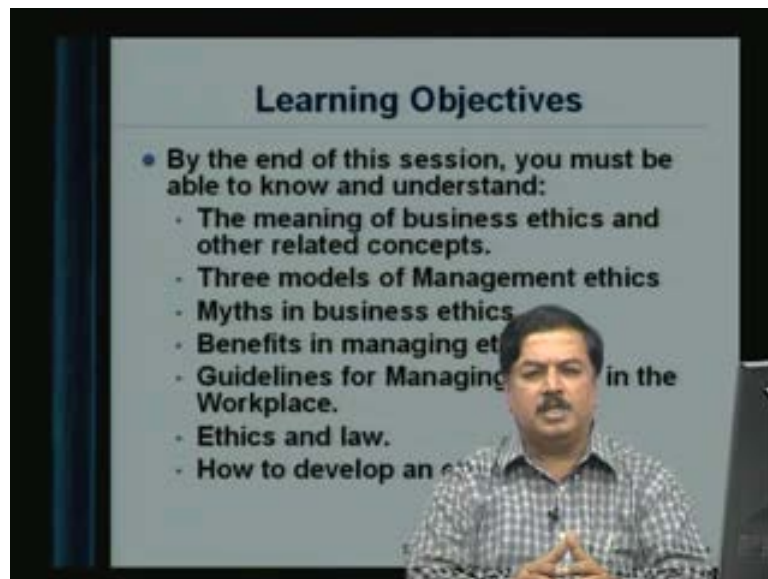 Learning Objectives
By the end of this session, you must be
able to know and understand:
The meaning of business ethics and
other related concepts.
Three models of Management ethics
Myths in business ethics
Benefits in managing
Guidelines for Managing in the
Workplace.
Ethics and law.
How to develop an